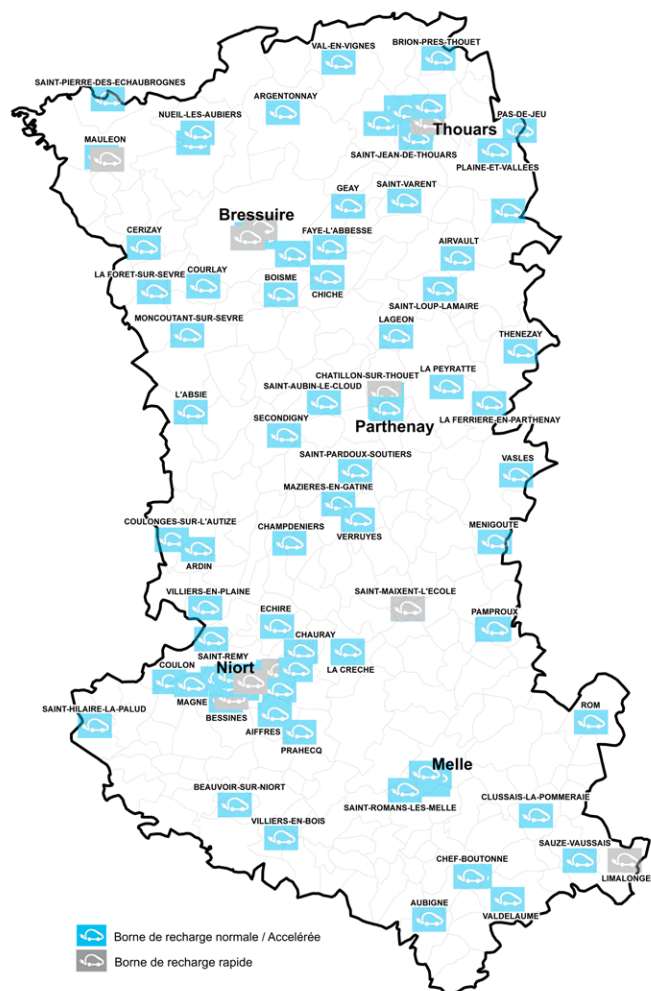 VAL-EN-VIGNES
BRION-PRES-THOUET
SAINT-PIERRE-DES-ECHAUBROGNES
ARGENTONNAY
NUEIL-LES-AUBIERS
PAS-DE-JEU
Thouars
MAULEON
SAINT-JEAN-DE-THOUARS
PLAINE-ET-VALLEES
GEAY
SAINT-VARENT
Bressuire
CERIZAY
FAYE-L'ABBESSE
AIRVAULT
LA FORET-SUR-SEVRE
COURLAY
BOISME
CHICHE
SAINT-LOUP-LAMAIRE
MONCOUTANT-SUR-SEVRE
LAGEON
THENEZAY
CHATILLON-SUR-THOUET
LA PEYRATTE
SAINT-AUBIN-LE-CLOUD
L'ABSIE
LA FERRIERE-EN-PARTHENAY
SECONDIGNY
Parthenay
SAINT-PARDOUX-SOUTIERS
VASLES
MAZIERES-EN-GATINE
COULONGES-SUR-L'AUTIZE
CHAMPDENIERS
VERRUYES
MENIGOUTE
ARDIN
VILLIERS-EN-PLAINE
SAINT-MAIXENT-L'ECOLE
ECHIRE
PAMPROUX
CHAURAY
SAINT-REMY
COULON
Niort
LA CRECHE
MAGNE
SAINT-HILAIRE-LA-PALUD
BESSINES
ROM
AIFFRES
PRAHECQ
Melle
BEAUVOIR-SUR-NIORT
SAINT-ROMANS-LES-MELLE
CLUSSAIS-LA-POMMERAIE
VILLIERS-EN-BOIS
SAUZE-VAUSSAIS
CHEF-BOUTONNE
LIMALONGE
AUBIGNE
VALDELAUME
Borne de recharge normale / Accelérée
Borne de recharge rapide